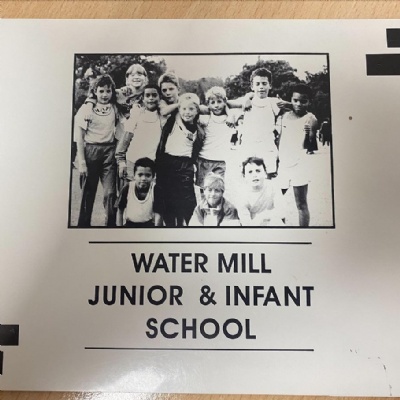 WATER MILL
JUNIOR & INFANT
SCHOOL